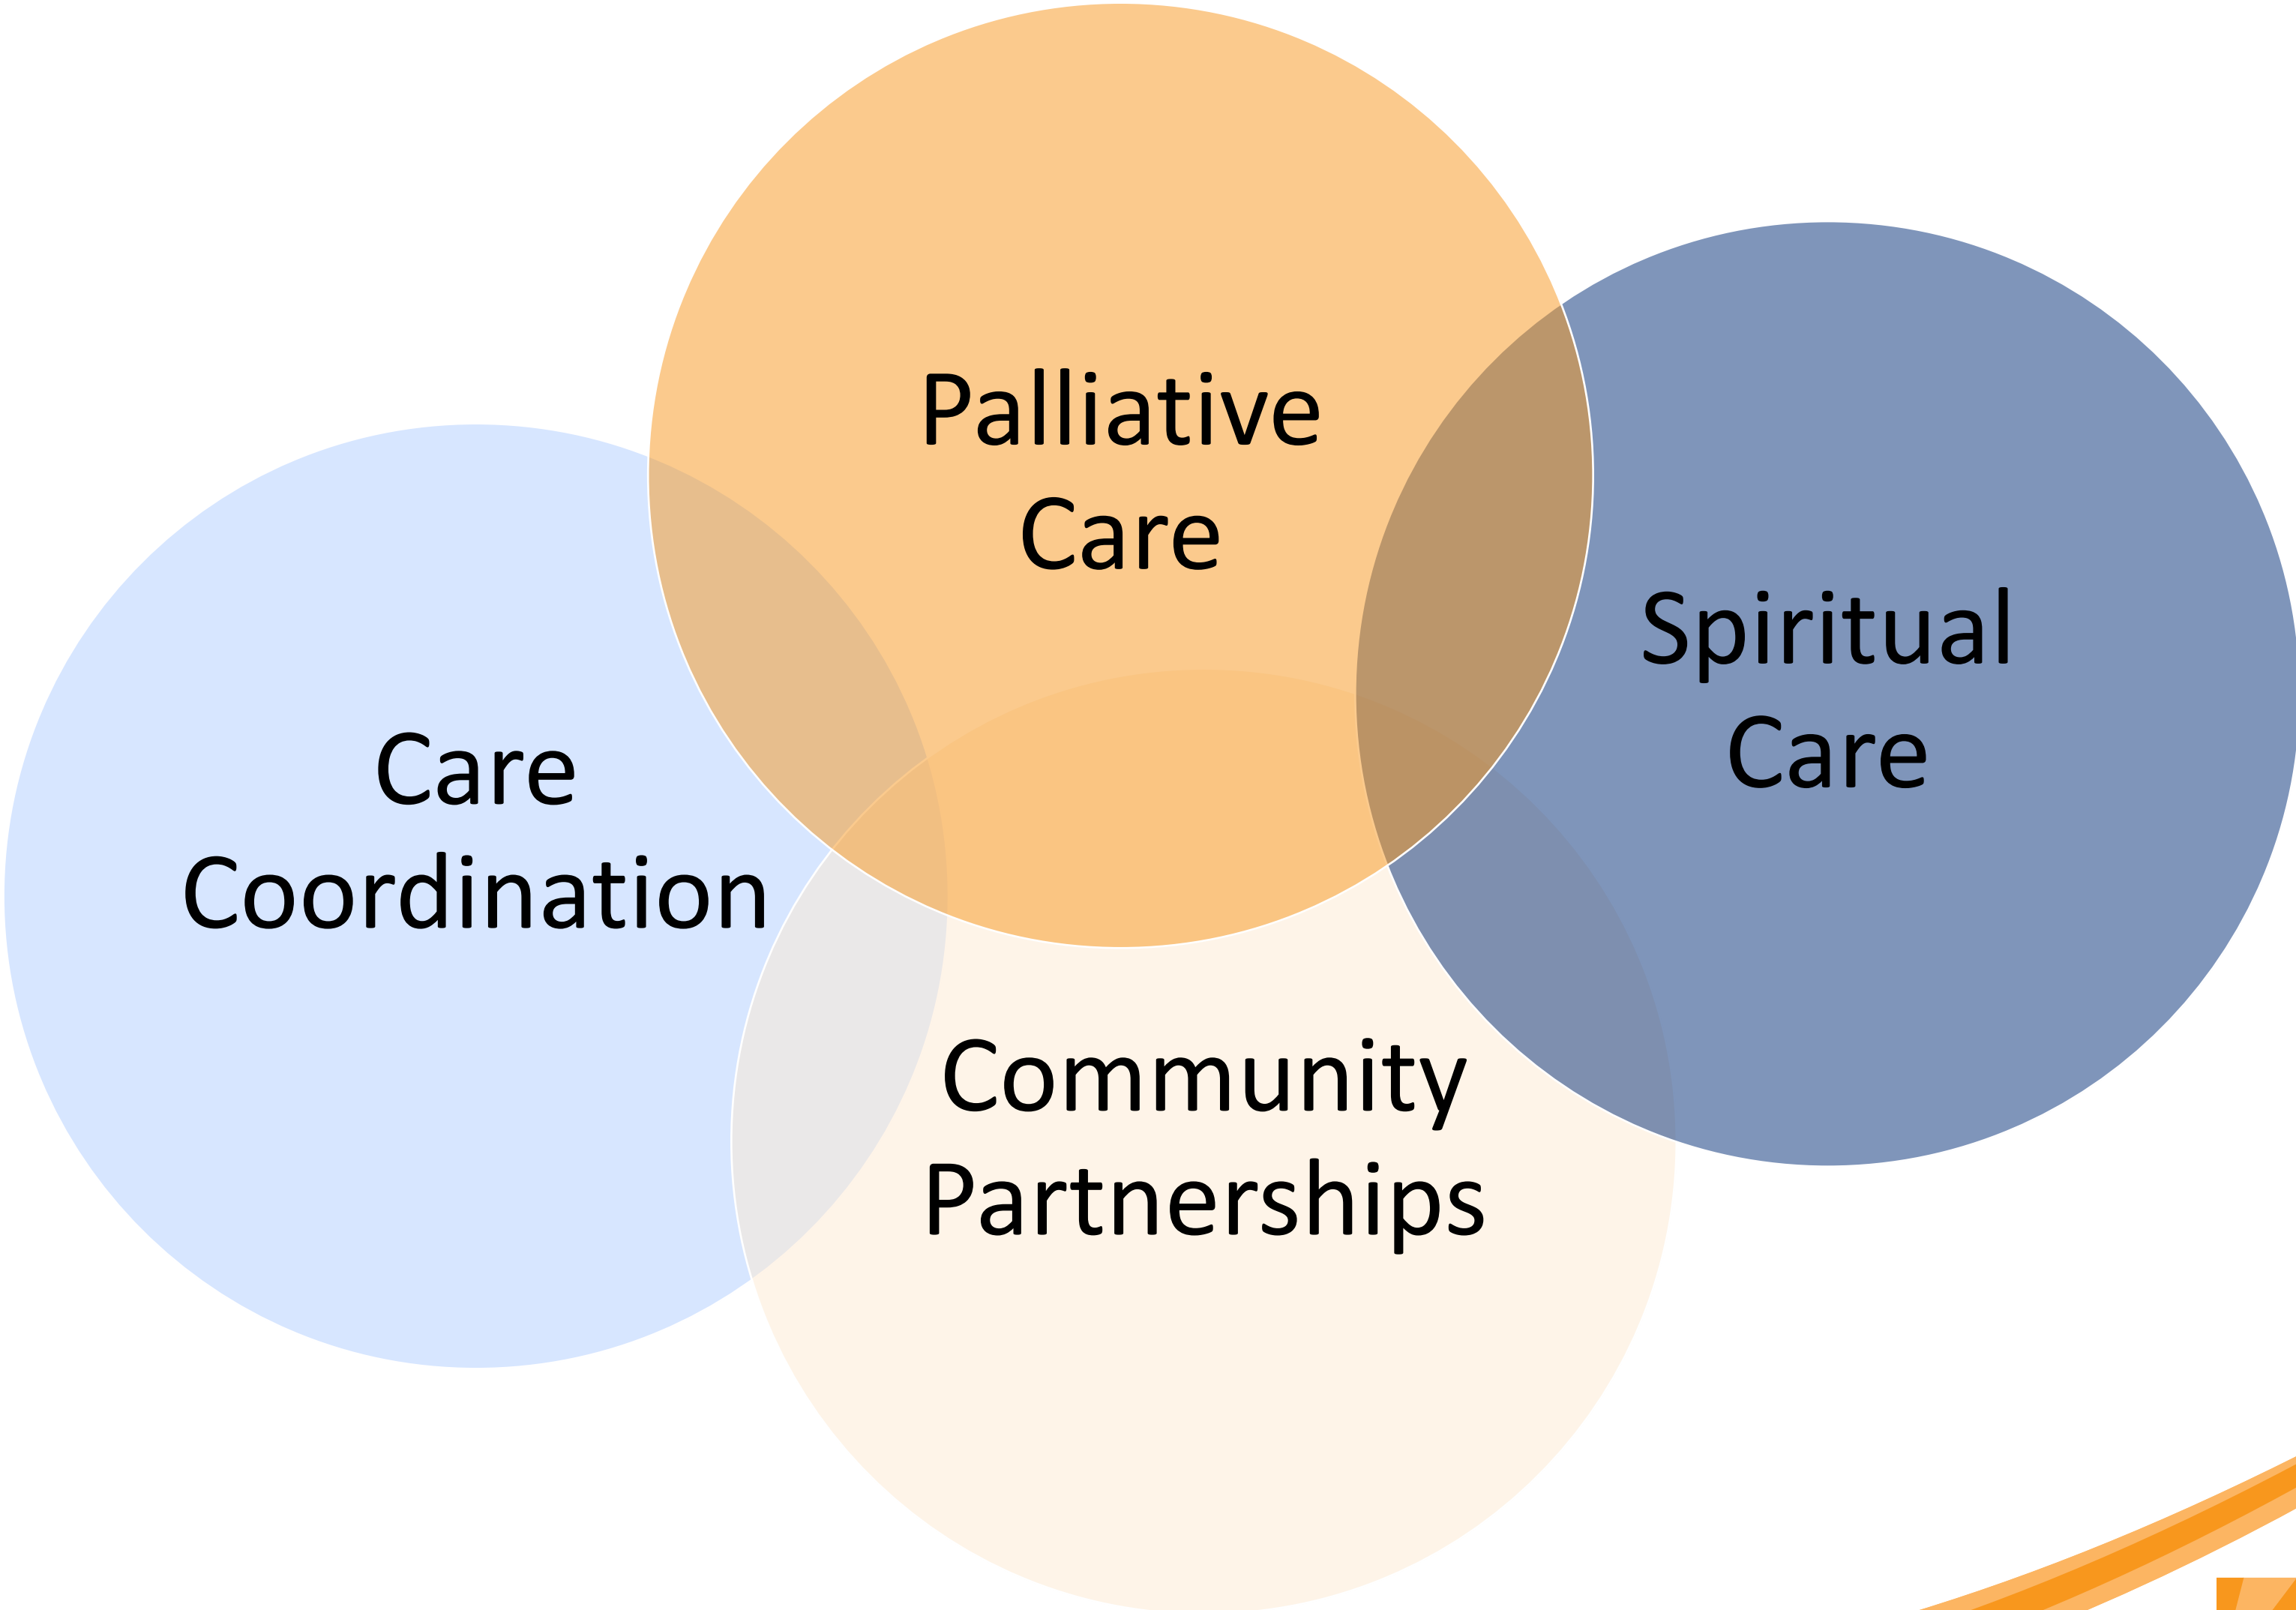 Palliative
Care
Spiritual
Care
Care
Coordination
Community
Partnerships